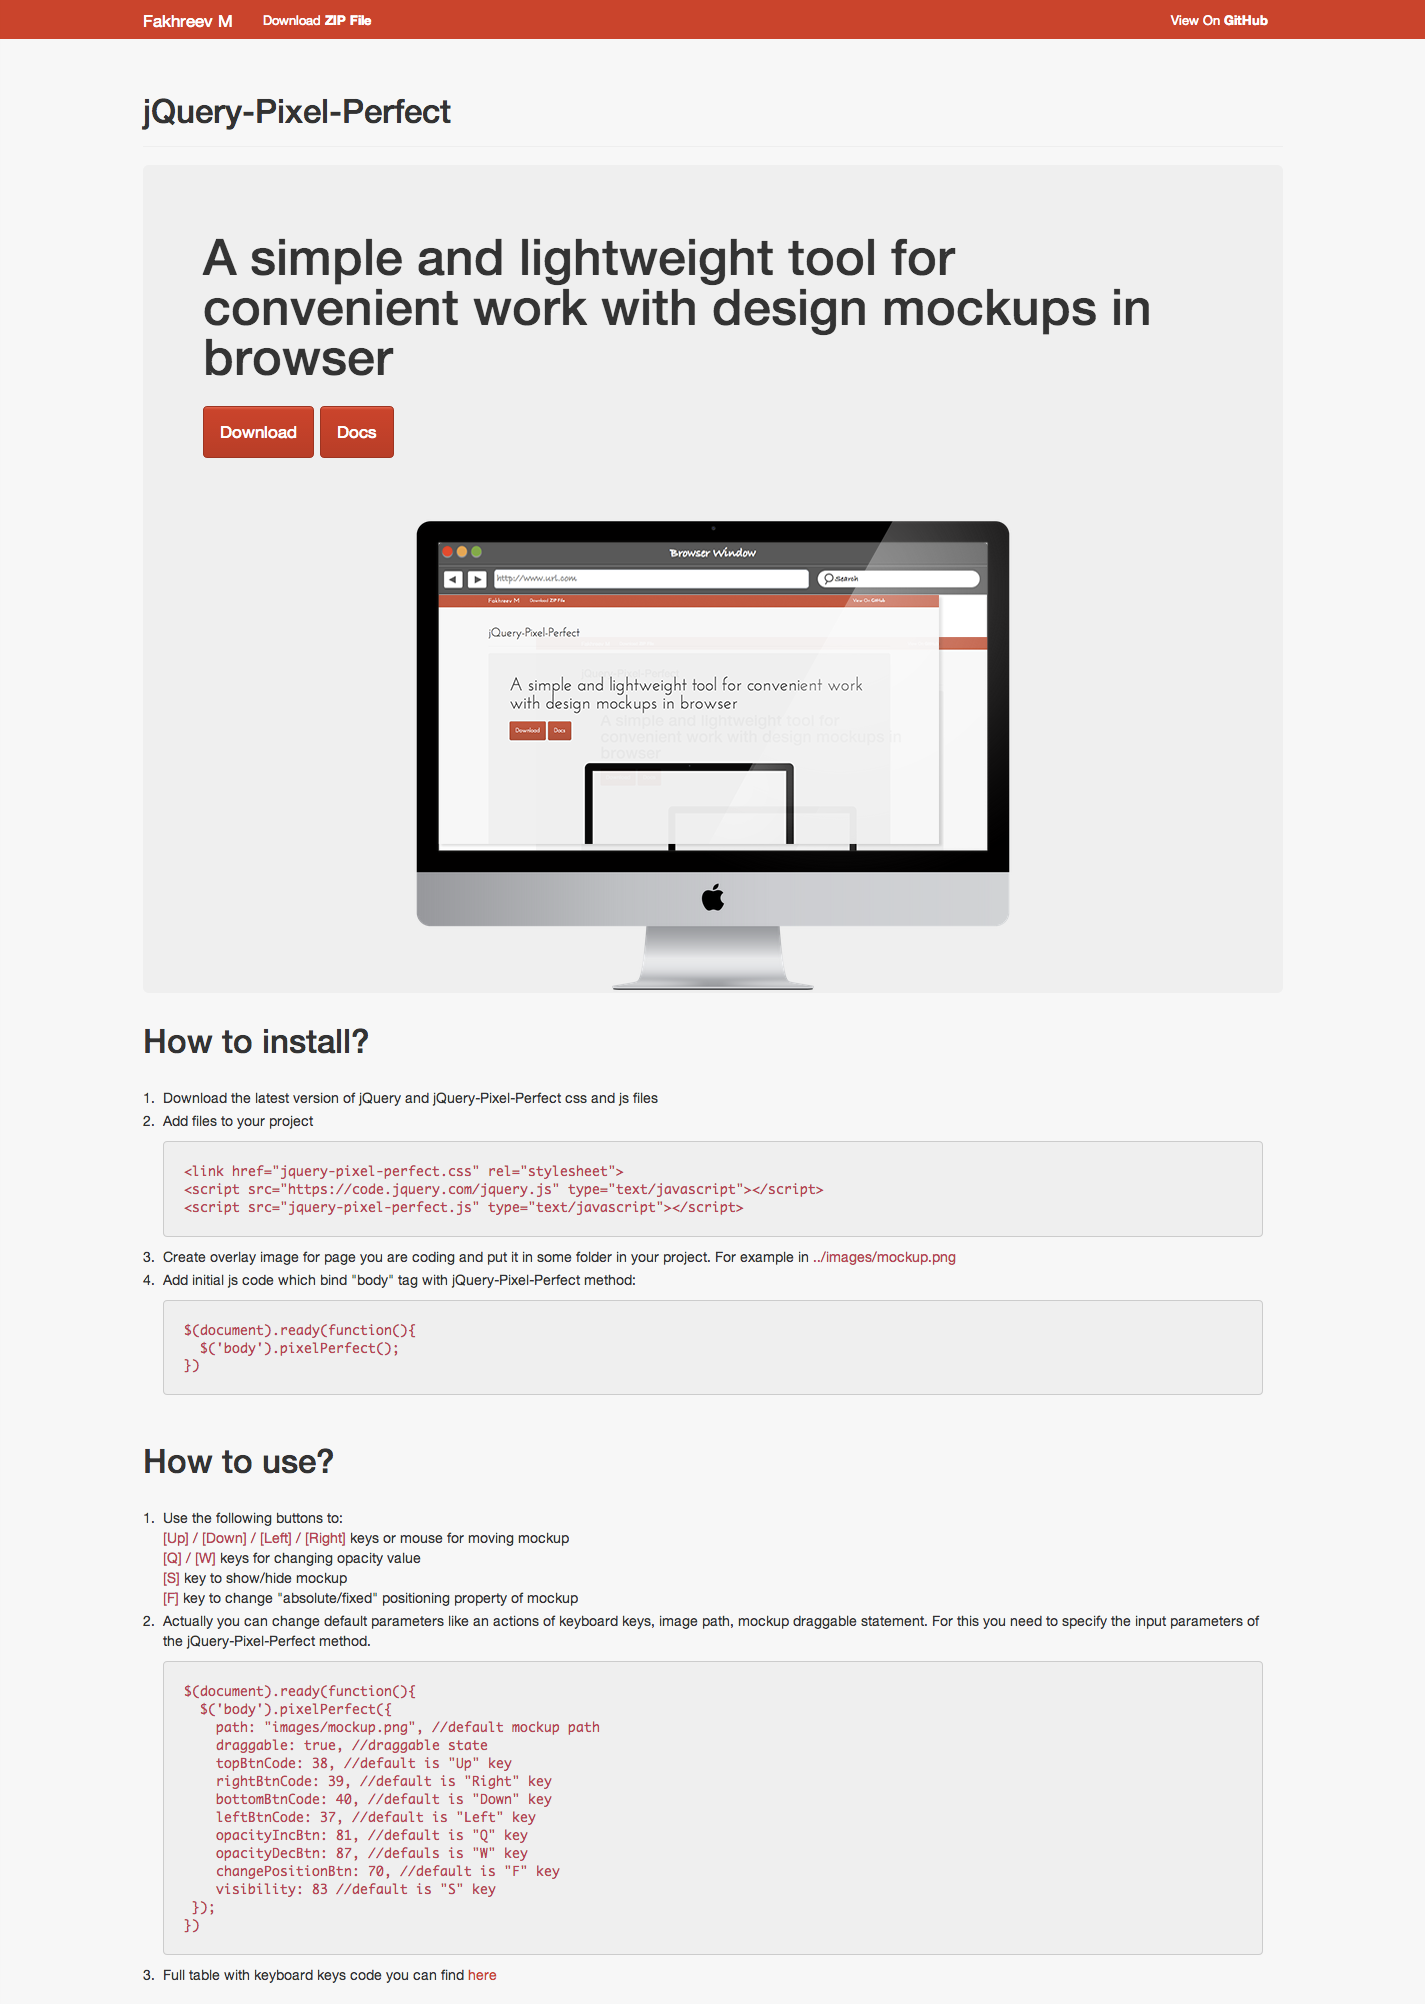 Fakhreev M Download ZIP File View On GitHub
jQuery-Pixel-Perfect
A simple and lightweight tool for
convenient work with design mockups in
browser
Download Docs
Browser Window
http://www.url.com Search
Fakhreev M Download ZIP File View On GitHub
jQuery-Pixel-Perfect
A simple and lightweight tool for convenient work
with design mockups in browser
Download Docs
A simple and lightweight tool for
convenient work with design mockups in
browser
How to install?
1. Download the latest version of jQuery and jQuery-Pixel-Perfect css and js files
2. Add files to your project
<link href="jquery-pixel-perfect.css" rel="stylesheet">
<script src="https://code.jquery.com/jquery.js" type="text/javascript"></script>
<script src="jquery-pixel-perfect.js" type="text/javascript"></script>
3. Create overlay image for page you are coding and put it in some folder in your project. For example in ../images/mockup.png
4. Add initial js code which bind "body" tag with jQuery-Pixel-Perfect method:
$(document).ready(function(){
  $('body').pixelPerfect();
})
How to use?
1. Use the following buttons to:
[Up] / [Down] / [Left] / [Right] keys or mouse for moving mockup
[Q] / [W] keys for changing opacity value
[S] key to show/hide mockup
[F] key to change "absolute/fixed" positioning property of mockup
2. Actually you can change default parameters like an actions of keyboard keys, image path, mockup draggable statement. For this you need to specify the input parameters of
the jQuery-Pixel-Perfect method.
$(document).ready(function(){
  $('body').pixelPerfect({
    path: "images/mockup.png", //default mockup path
    draggable: true, //draggable state
    topBtnCode: 38, //default is "Up" key
    rightBtnCode: 39, //default is "Right" key
    bottomBtnCode: 40, //default is "Down" key
    leftBtnCode: 37, //default is "Left" key
    opacityIncBtn: 81, //default is "Q" key
    opacityDecBtn: 87, //defauls is "W" key
    changePositionBtn: 70, //default is "F" key
    visibility: 83 //default is "S" key
 });
})
3. Full table with keyboard keys code you can find here